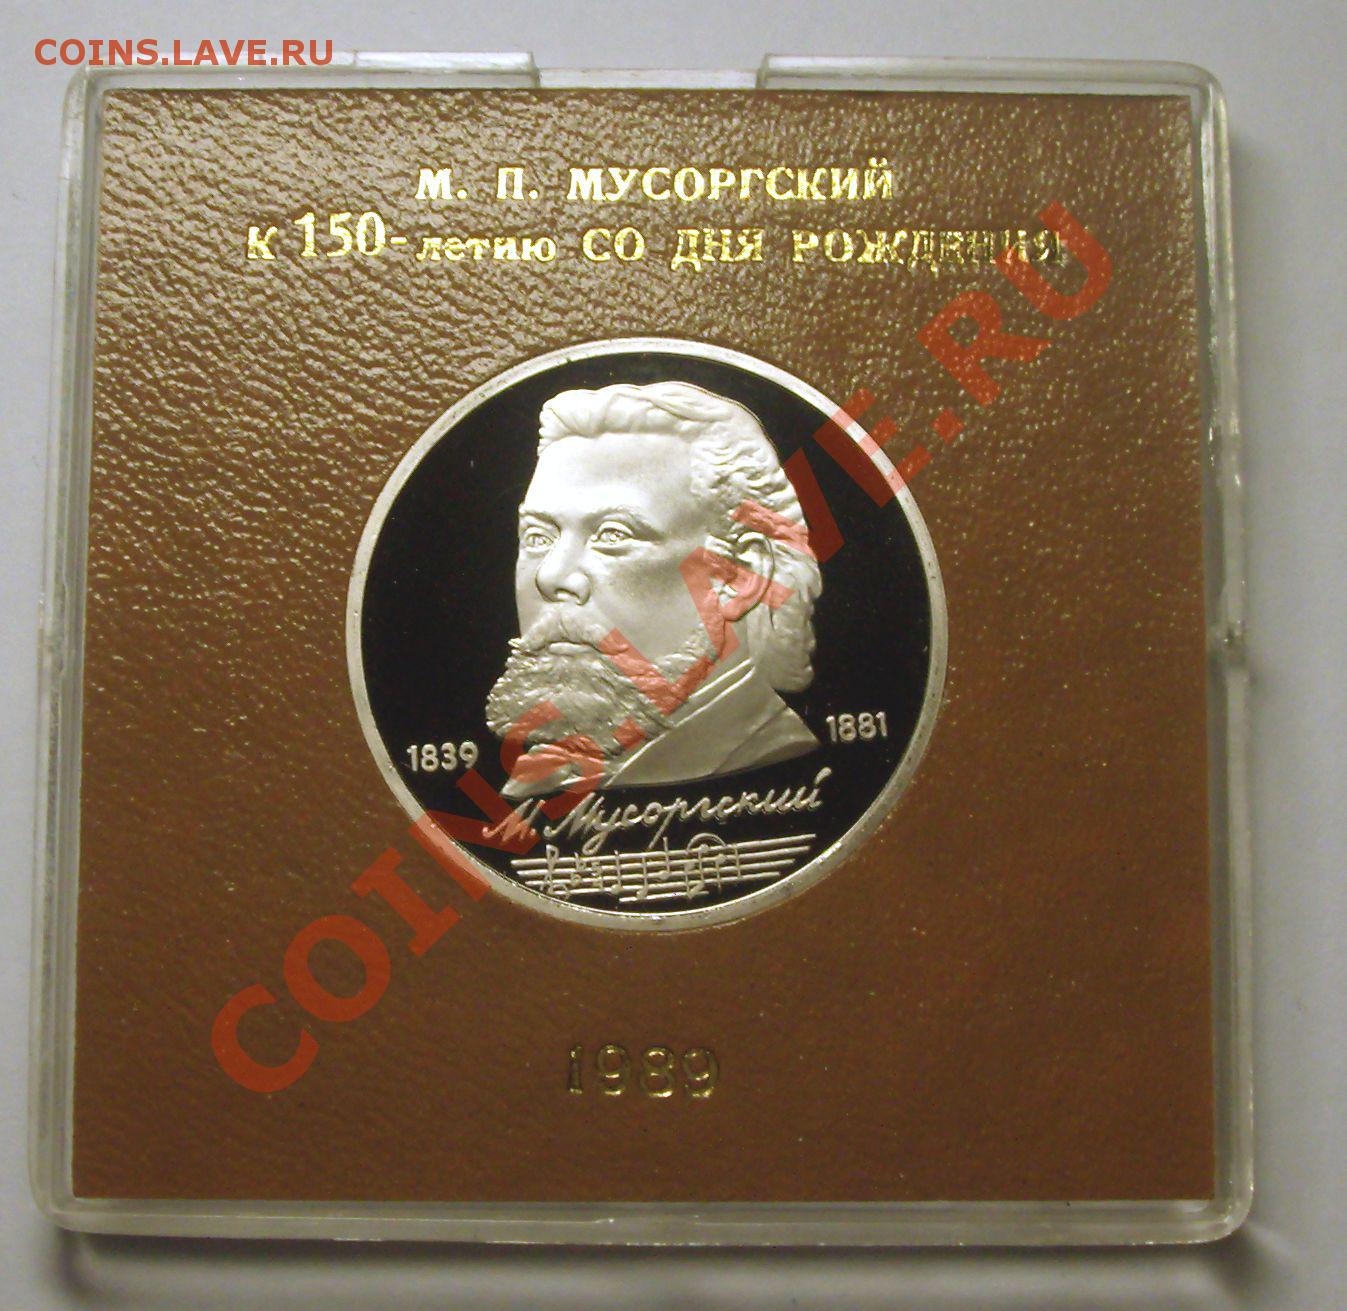 COINS.LAVE.RU
М. П. МУСОРГСКИЙ
К 150-летию СО ДНЯ РОЖДЕНИЯ
1839
1881
М. Мусоргский
1989
COINS.LAVE.RU